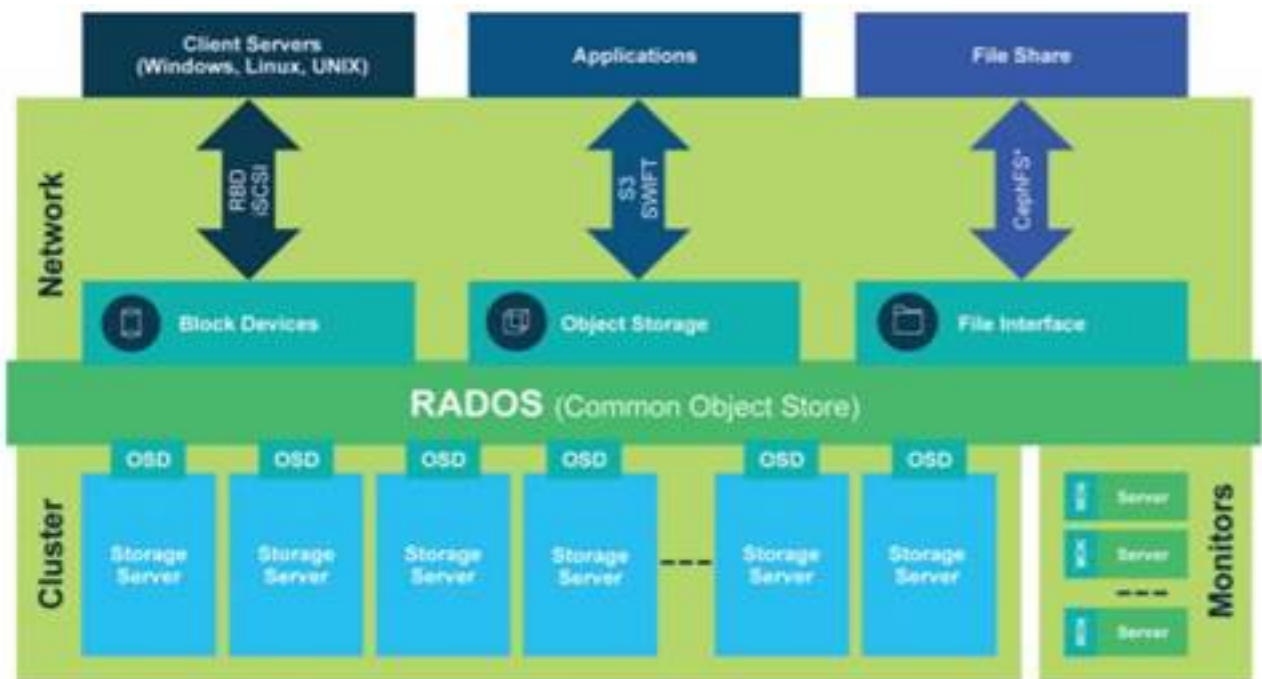 Client Servers
(Windows, Linux, UNIX)
Applications
File Share
Network
RBD
iSCSI
S3
SWIFT
CephFS*
Block Devices
Object Storage
File Interface
RADOS (Common Object Store)
Cluster
OSD
OSD
OSD
OSD
OSD
OSD
Storage
Server
Storage
Server
Storage
Server
Storage
Server
Storage
Server
Storage
Server
Server
Server
Server
Monitors